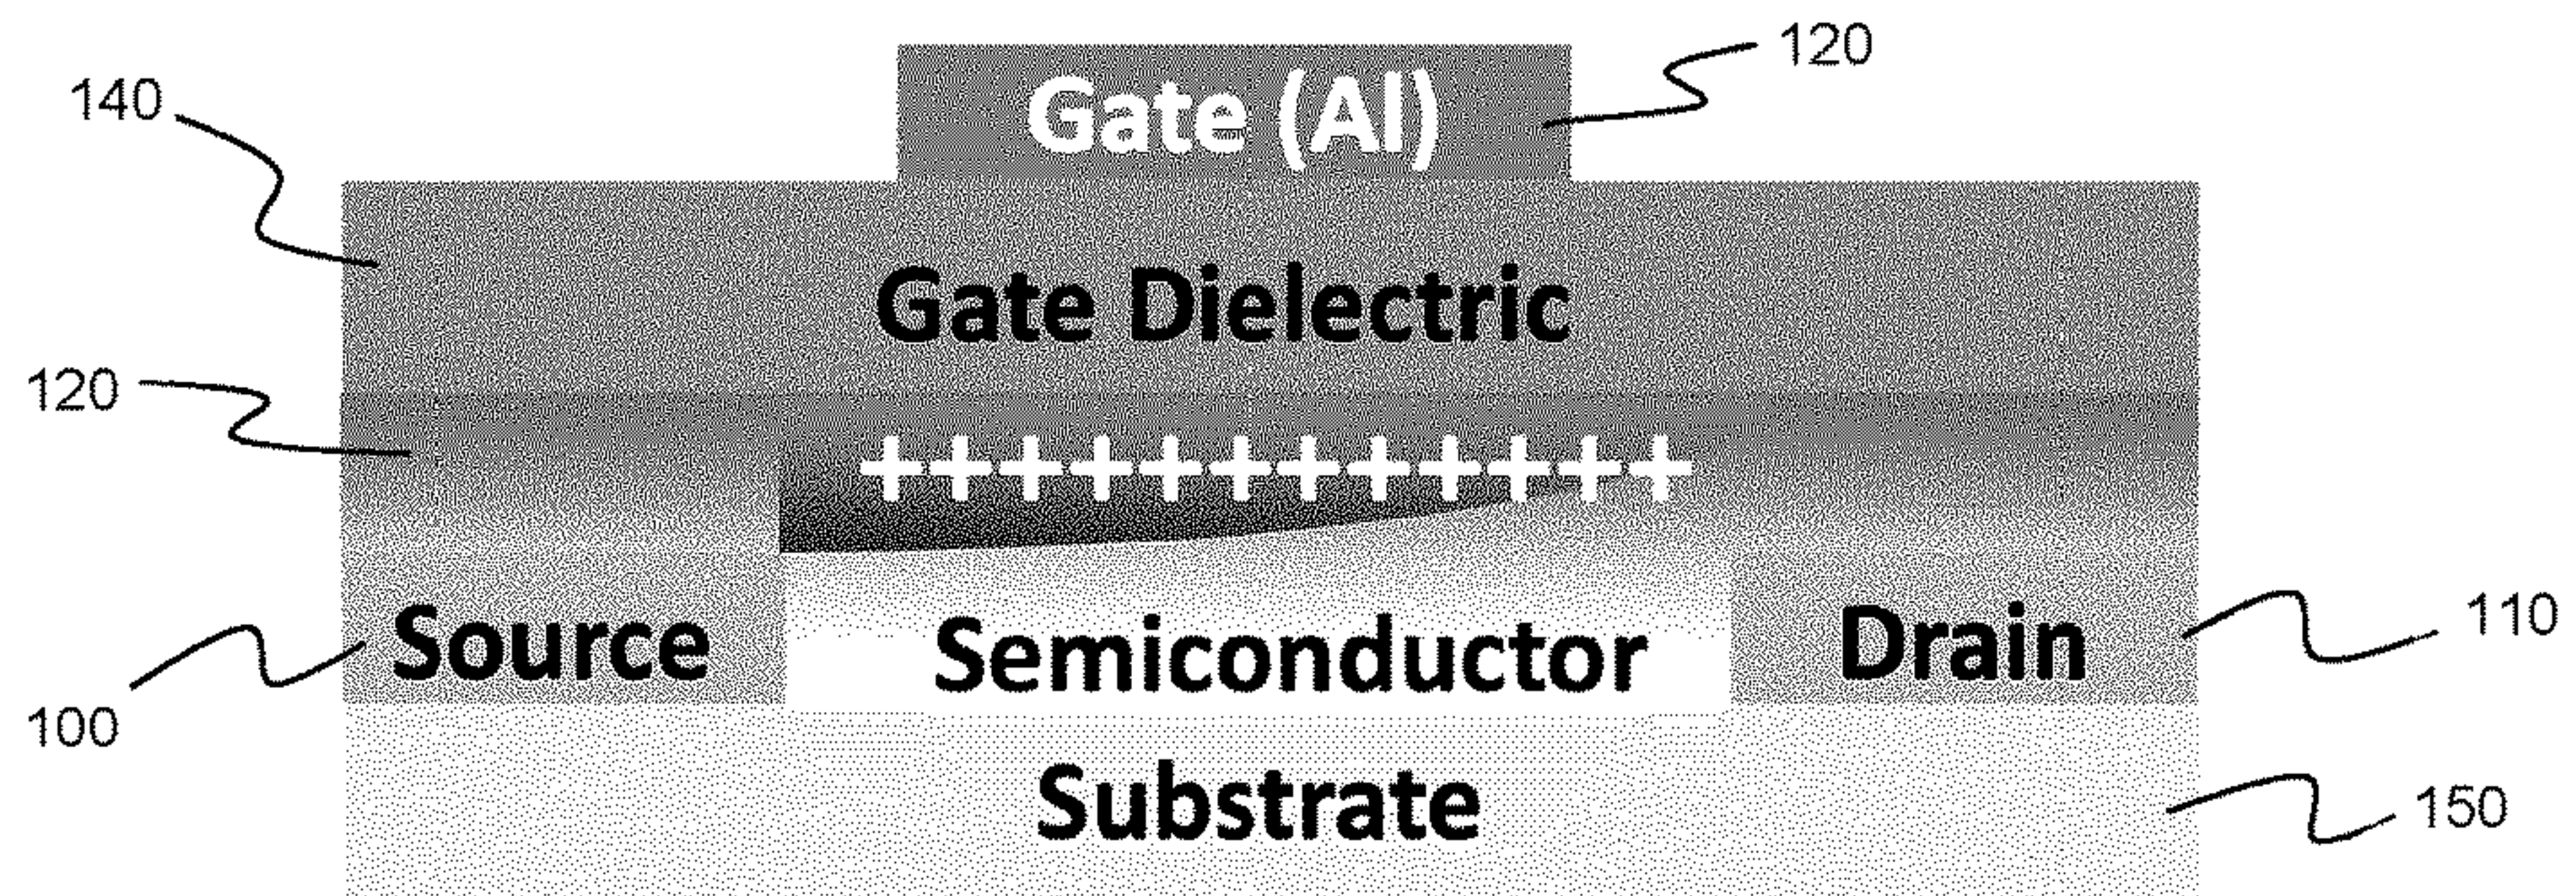 120
Gate (Al)
140
Gate Dielectric
120
++++++++++++
Source
Semiconductor
Drain
110
100
Substrate
150